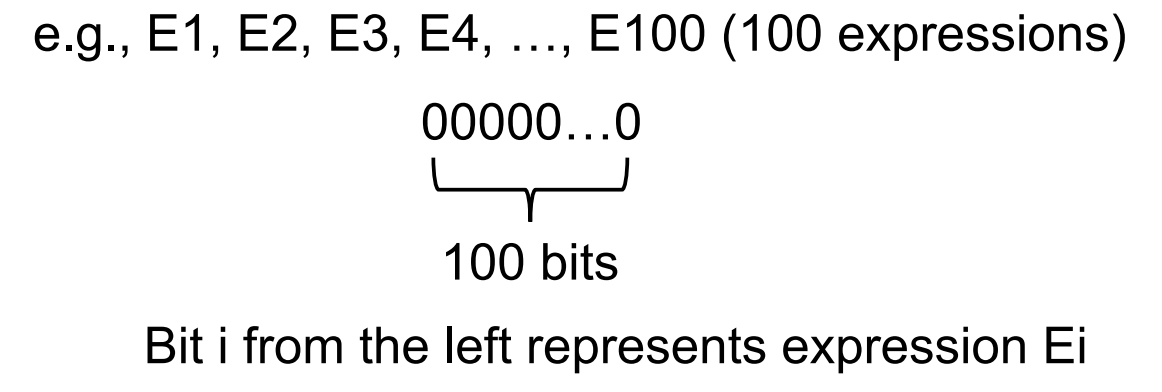 e.g., E1, E2, E3, E4, …, E100 (100 expressions)
00000…0
100 bits
Bit i from the left represents expression Ei